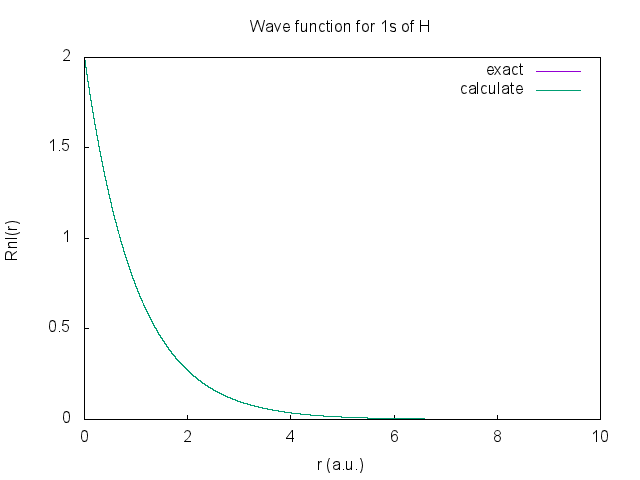 Wave function for 1s of H
exact
calculate
2
1.5
1
0.5
0
Rnl(r)
0 2 4 6 8 10
r (a.u.)